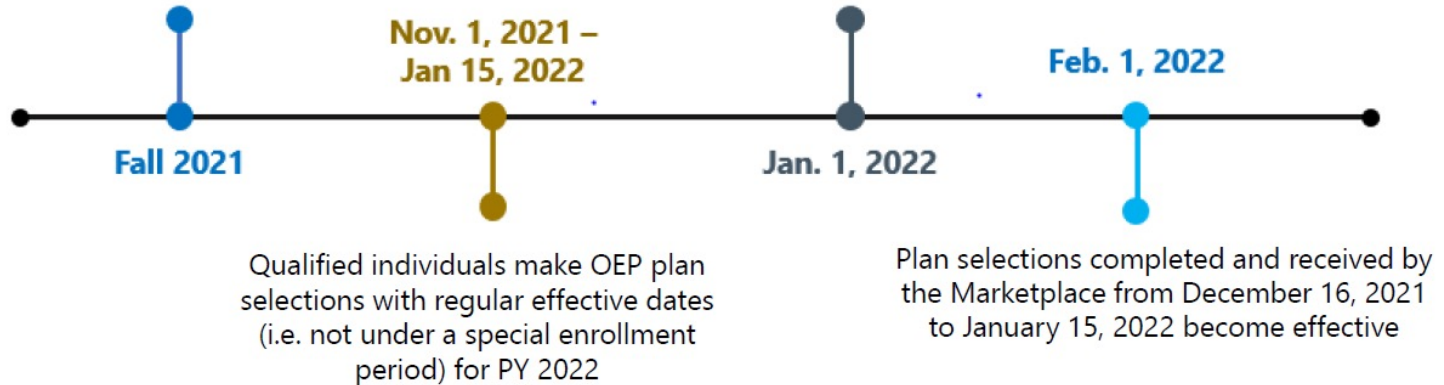 Nov. 1, 2021 –
Jan 15, 2022
Feb. 1, 2022
Fall 2021
Jan. 1, 2022
Qualified individuals make OEP plan
selections with regular effective dates
(i.e. not under a special enrollment
period) for PY 2022
Plan selections completed and received by
the Marketplace from December 16, 2021
to January 15, 2022 become effective